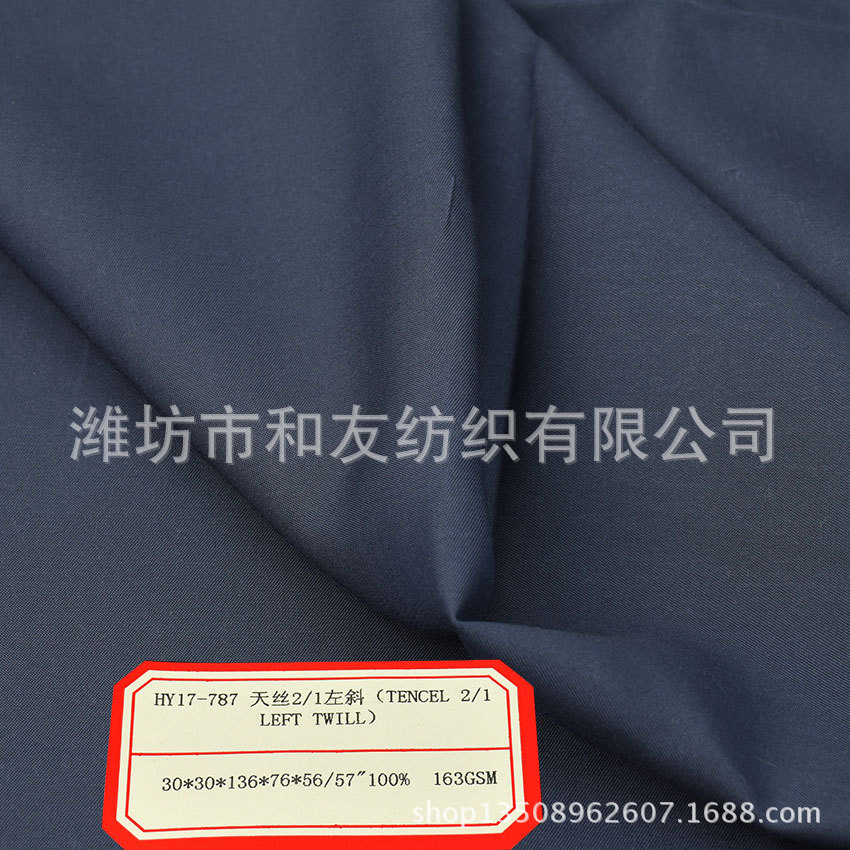 潍坊市和友纺织有限公司
HY17-787 天丝2/1左斜（TENCEL 2/1
LEFT TWILL）
30*30*136*76*56/57"100% 163GSM
shop13508962607.1688.com